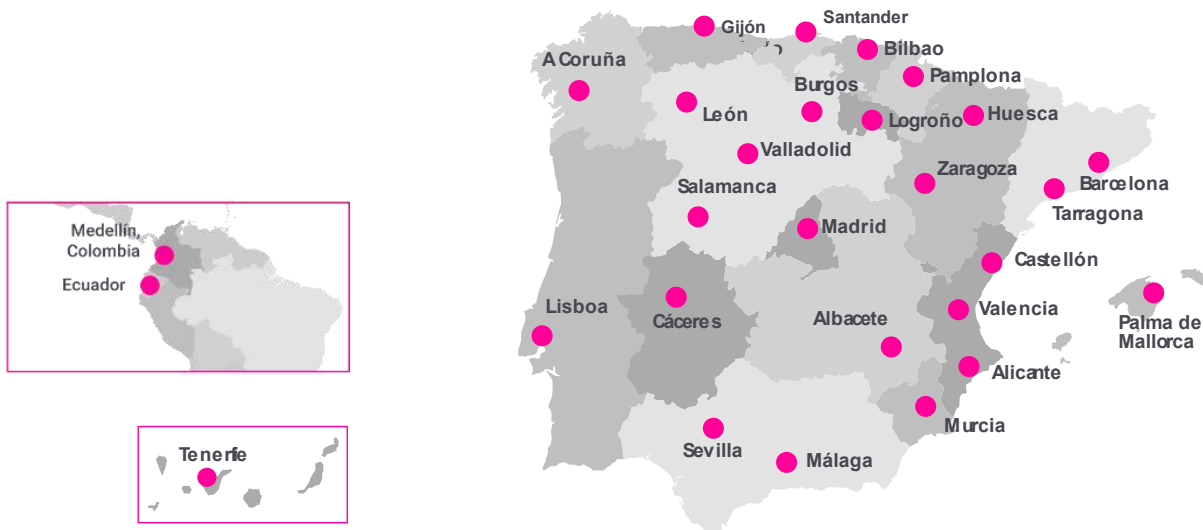 Santander
Gijón
Bilbao
A Coruña
Pamplona
Burgos
León
Logroño
Huesca
Valladolid
Zaragoza
Barcelona
Salamanca
Tarragona
Madrid
Medellín,
Colombia
Castellón
Ecuador
Lisboa
Cáceres
Albacete
Valencia
Palma de
Mallorca
Alicante
Murcia
Sevilla
Málaga
Tenerife